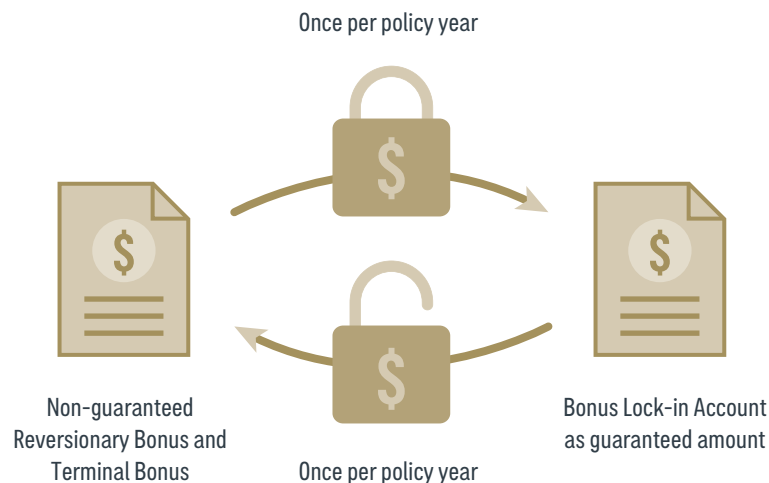 Once per policy year
$
$
$
$
Non-guaranteed
Reversionary Bonus and
Terminal Bonus
Bonus Lock-in Account
as guaranteed amount
Once per policy year